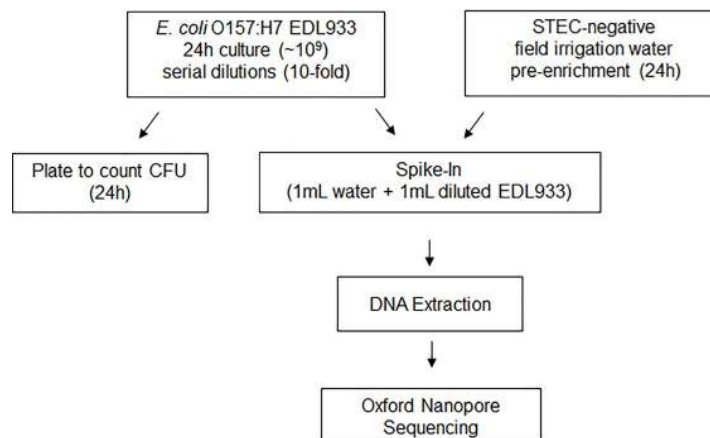 E. coli O157:H7 EDL933
24h culture (~10⁹)
serial dilutions (10-fold)
STEC-negative
field irrigation water
pre-enrichment (24h)
Plate to count CFU
(24h)
Spike-In
(1mL water + 1mL diluted EDL933)
DNA Extraction
Oxford Nanopore
Sequencing